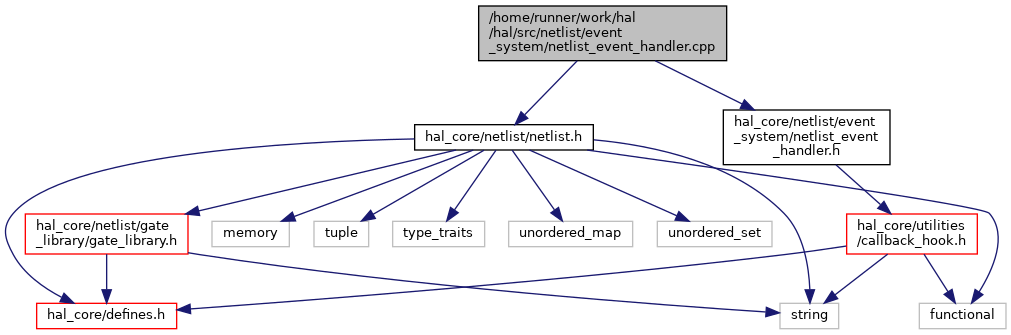 /home/runner/work/hal
/hal/src/netlist/event
_system/netlist_event_handler.cpp
hal_core/netlist/netlist.h
hal_core/netlist/event
_system/netlist_event
_handler.h
hal_core/netlist/gate
_library/gate_library.h
memory
tuple
type_traits
unordered_map
unordered_set
hal_core/utilities
/callback_hook.h
hal_core/defines.h
string
functional